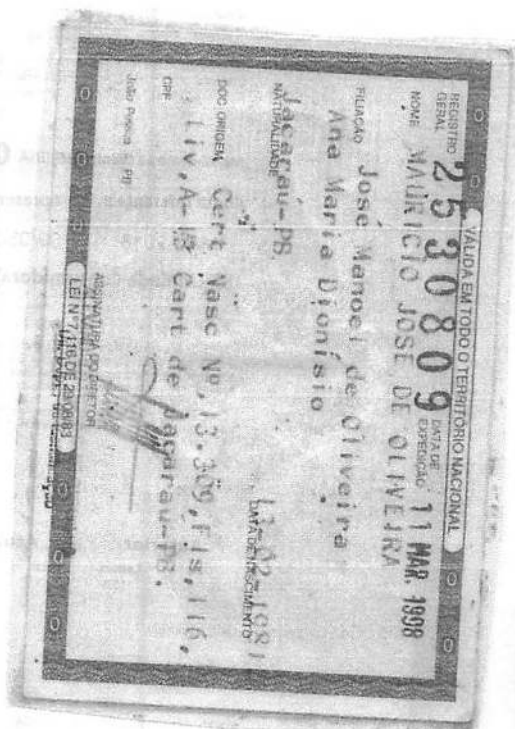 VÁLIDA EM TODO O TERRITÓRIO NACIONAL
REGISTRO GERAL 2530809 DATA DE EXPEDIÇÃO 11 MAR 1998
NOME MAURICIO JOSÉ DE OLIVEIRA
FILIAÇÃO José Manoel de Oliveira
Ana Maria Dionísio
NATURALIDADE Jacaraú-PB DATA DE NASCIMENTO
DOC ORIGEM Cert Nasc Nº,13.309,Fls,116,
Liv,A- Cart de Jacaraú-PB.
CPF
João Pessoa PB
ASSINATURA DO DIRETOR
LEI Nº 7.116 DE 29/08/83